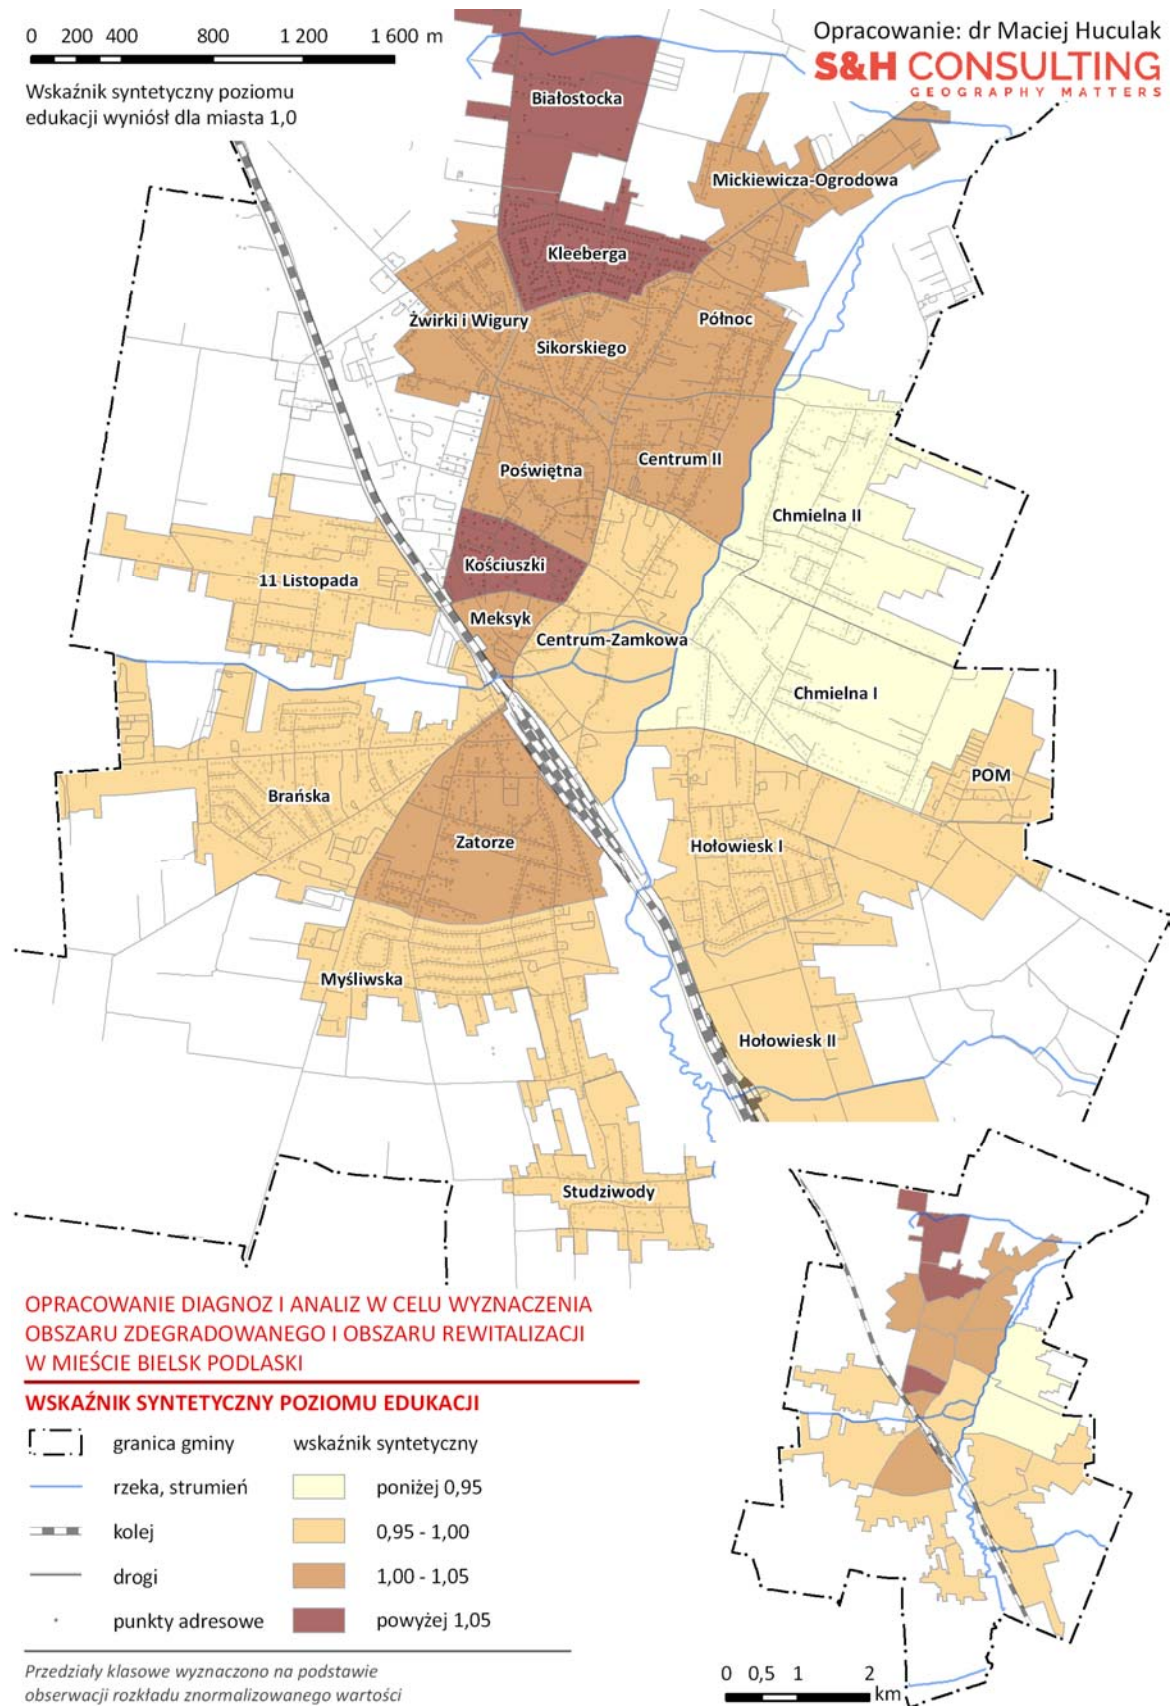 0 200 400 800 1 200 1 600 m
Opracowanie: dr Maciej Huculak
S&H CONSULTING
GEOGRAPHY MATTERS
Wskaźnik syntetyczny poziomu
edukacji wyniósł dla miasta 1,0
Białostocka
Mickiewicza-Ogrodowa
Kleeberga
Żwirki i Wigury
Północ
Sikorskiego
Poświętna
Centrum II
Chmielna II
Kościuszki
11 Listopada
Meksyk
Centrum-Zamkowa
Chmielna I
POM
Brańska
Zatorze
Hołowiesk I
Myśliwska
Hołowiesk II
Studziwody
OPRACOWANIE DIAGNOZ I ANALIZ W CELU WYZNACZENIA
OBSZARU ZDEGRADOWANEGO I OBSZARU REWITALIZACJI
W MIEŚCIE BIELSK PODLASKI
WSKAŹNIK SYNTETYCZNY POZIOMU EDUKACJI
granica gminy wskaźnik syntetyczny
rzeka, strumień poniżej 0,95
kolej 0,95 - 1,00
drogi 1,00 - 1,05
punkty adresowe powyżej 1,05
Przedziały klasowe wyznaczono na podstawie
obserwacji rozkładu znormalizowanego wartości
0 0,5 1 2
km